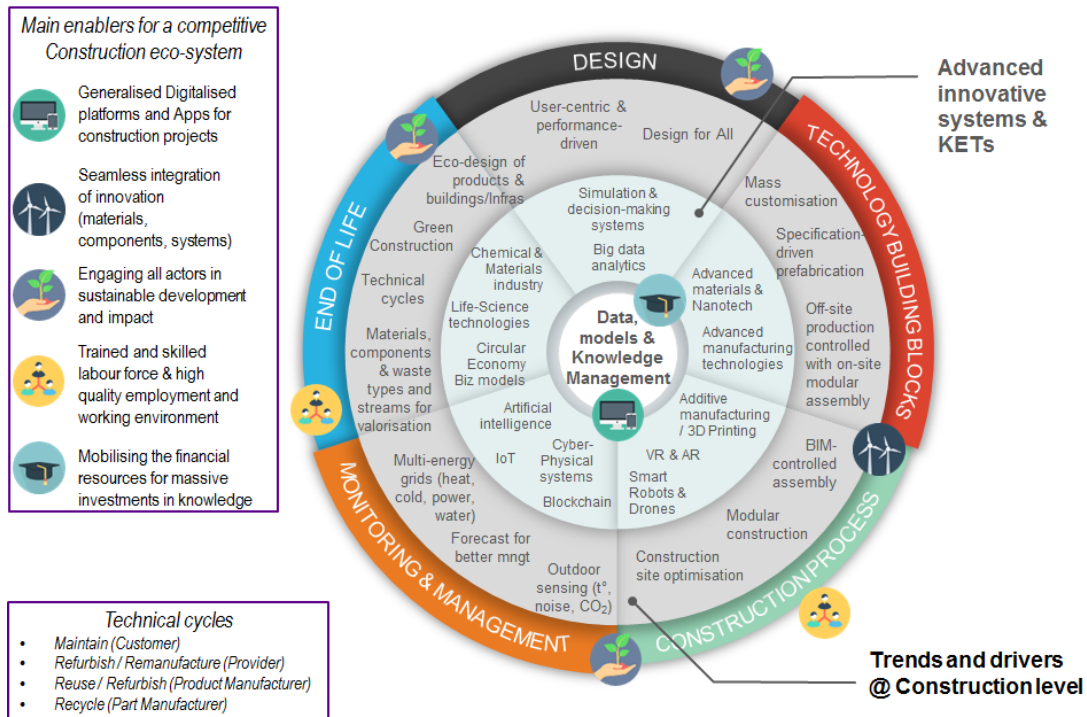 Main enablers for a competitive
Construction eco-system
Generalised Digitalised
platforms and Apps for
construction projects
Seamless integration
of innovation
(materials,
components, systems)
Engaging all actors in
sustainable development
and impact
Trained and skilled
labour force & high
quality employment and
working environment
Mobilising the financial
resources for massive
investments in knowledge
Technical cycles
• Maintain (Customer)
• Refurbish / Remanufacture (Provider)
• Reuse / Refurbish (Product Manufacturer)
• Recycle (Part Manufacturer)
DESIGN
User-centric &
performance-
driven
Design for All
TECHNOLOGY BUILDING BLOCKS
Mass
customisation
Specification-
driven
prefabrication
Off-site
production
controlled
with on-site
modular
assembly
CONSTRUCTION PROCESS
BIM-
controlled
assembly
Modular
construction
Construction
site optimisation
MONITORING & MANAGEMENT
Multi-energy
grids (heat,
cold, power,
water)
Forecast for
better mngt
Outdoor
sensing (t°,
noise, CO₂)
END OF LIFE
Eco-design of
products &
buildings/Infras
Green
Construction
Technical
cycles
Materials,
components
& waste
types and
streams for
valorisation
Simulation &
decision-making
systems
Big data
analytics
Advanced
materials &
Nanotech
Advanced
manufacturing
technologies
Additive
manufacturing
/ 3D Printing
VR & AR
Smart
Robots &
Drones
Artificial
intelligence
IoT
Cyber-
Physical
systems
Blockchain
Chemical &
Materials
industry
Life-Science
technologies
Circular
Economy
Biz models
Data,
models &
Knowledge
Management
Advanced
innovative
systems &
KETs
Trends and drivers
@ Construction level